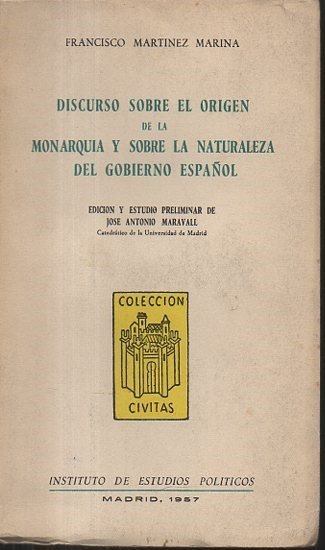 FRANCISCO MARTINEZ MARINA
DISCURSO SOBRE EL ORIGEN
DE LA
MONARQUIA Y SOBRE LA NATURALEZA
DEL GOBIERNO ESPAÑOL
EDICION Y ESTUDIO PRELIMINAR DE
JOSE ANTONIO MARAVALL
Catedrático de la Universidad de Madrid
COLECCION
CIVITAS
INSTITUTO DE ESTUDIOS POLITICOS
MADRID, 1957